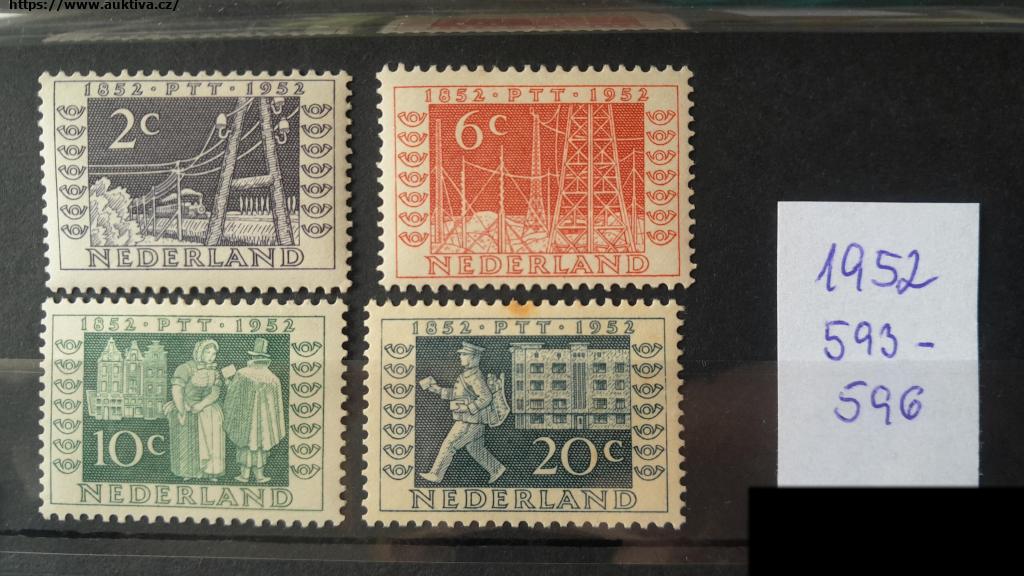 https://www.auktiva.cz/
1852 · PTT · 1952
2c
NEDERLAND
1852 · PTT · 1952
6c
NEDERLAND
1852 · PTT · 1952
10c
NEDERLAND
1852 · PTT · 1952
20c
NEDERLAND
1952
593-
596